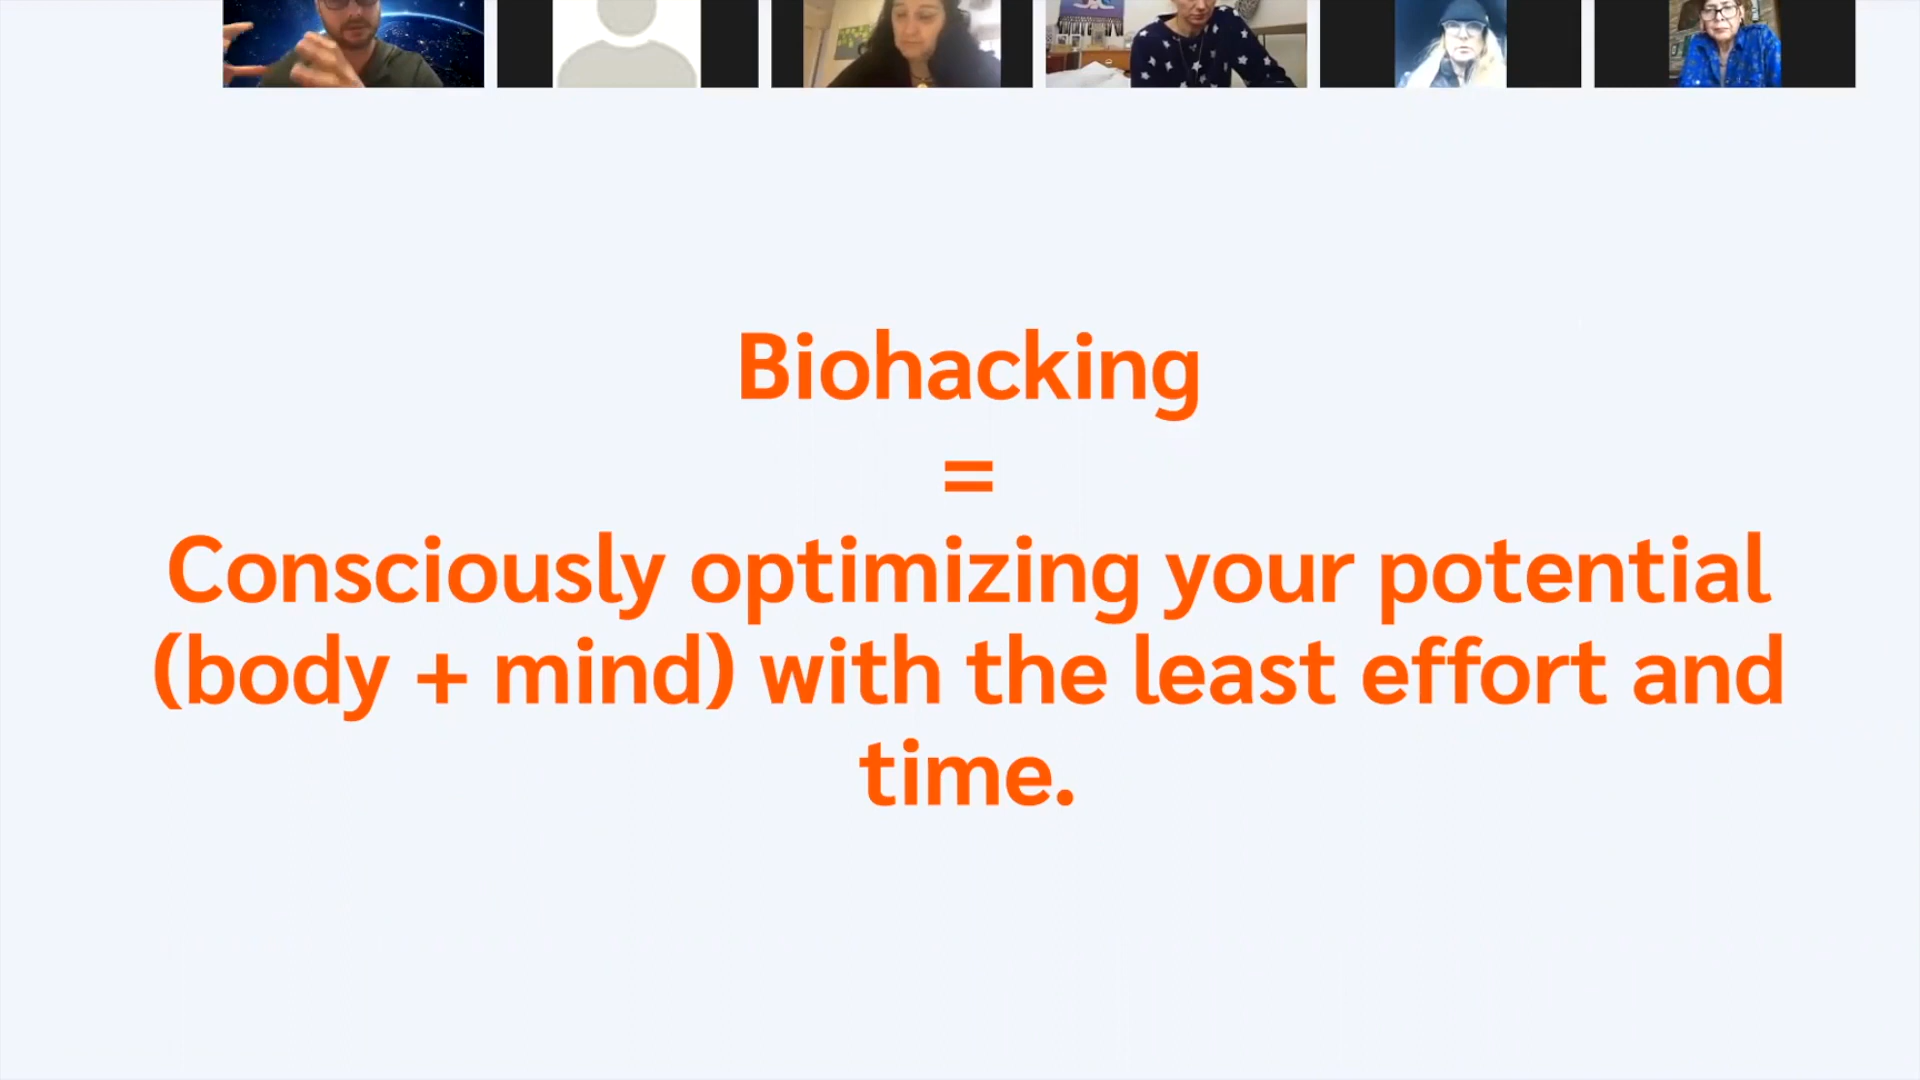 Biohacking
=
Consciously optimizing your potential
(body + mind) with the least effort and
time.